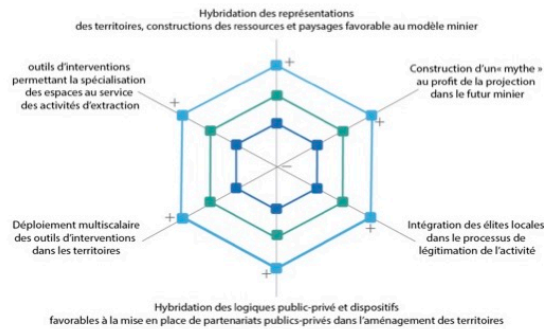 Hybridation des représentations
des territoires, constructions des ressources et paysages favorable au modèle minier
+
outils d'interventions
permettant la spécialisation
des espaces au service
des activités d'extraction
+
Construction d'un« mythe »
au profit de la projection
dans le futur minier
+
–
Déploiement multiscalaire
des outils d'interventions
dans les territoires
+
Intégration des élites locales
dans le processus de
légitimation de l'activité
+
+
Hybridation des logiques public-privé et dispositifs
favorables à la mise en place de partenariats publics-privés dans l'aménagement des territoires